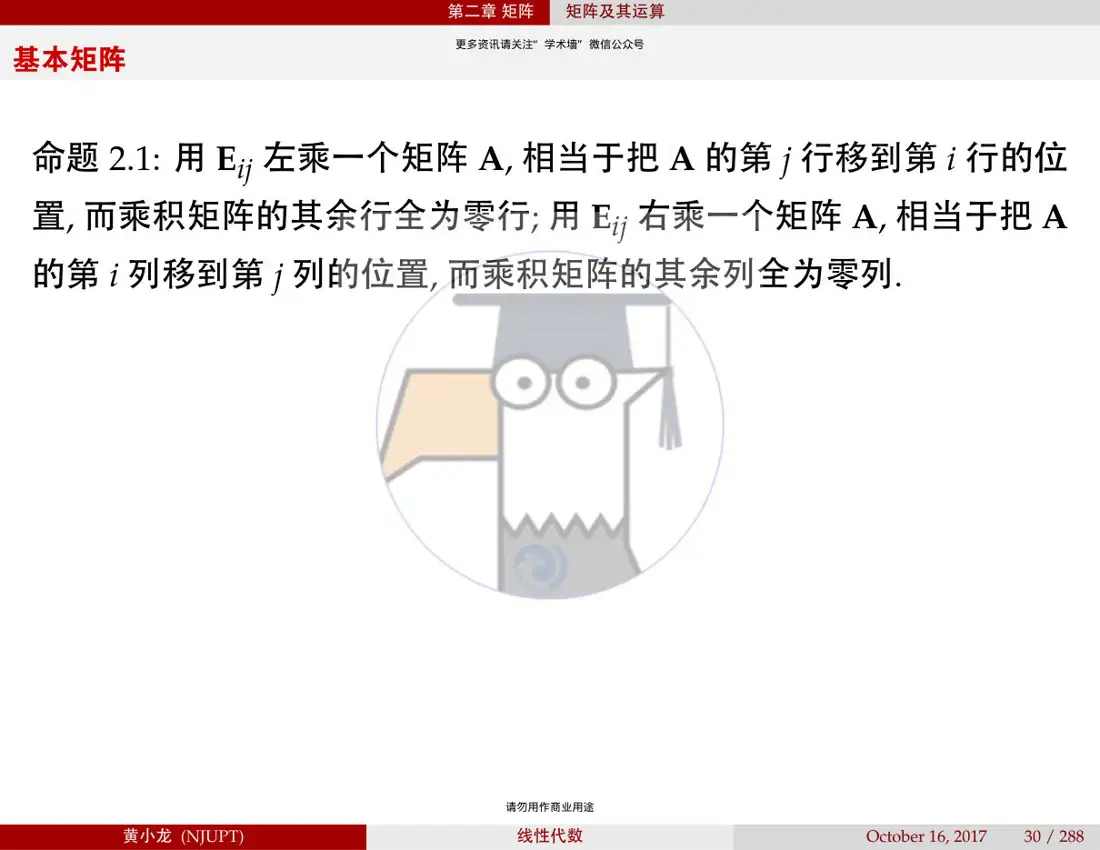 第二章 矩阵 矩阵及其运算
更多资讯请关注“学术墙”微信公众号
基本矩阵
命题 2.1: 用 E_{ij} 左乘一个矩阵 A, 相当于把 A 的第 j 行移到第 i 行的位
置, 而乘积矩阵的其余行全为零行; 用 E_{ij} 右乘一个矩阵 A, 相当于把 A
的第 i 列移到第 j 列的位置, 而乘积矩阵的其余列全为零列.
请勿用作商业用途
黄小龙 (NJUPT) 线性代数 October 16, 2017 30 / 288